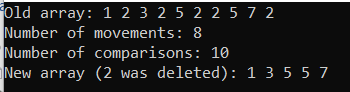 Old array: 1 2 3 2 5 2 2 5 7 2
Number of movements: 8
Number of comparisons: 10
New array (2 was deleted): 1 3 5 5 7